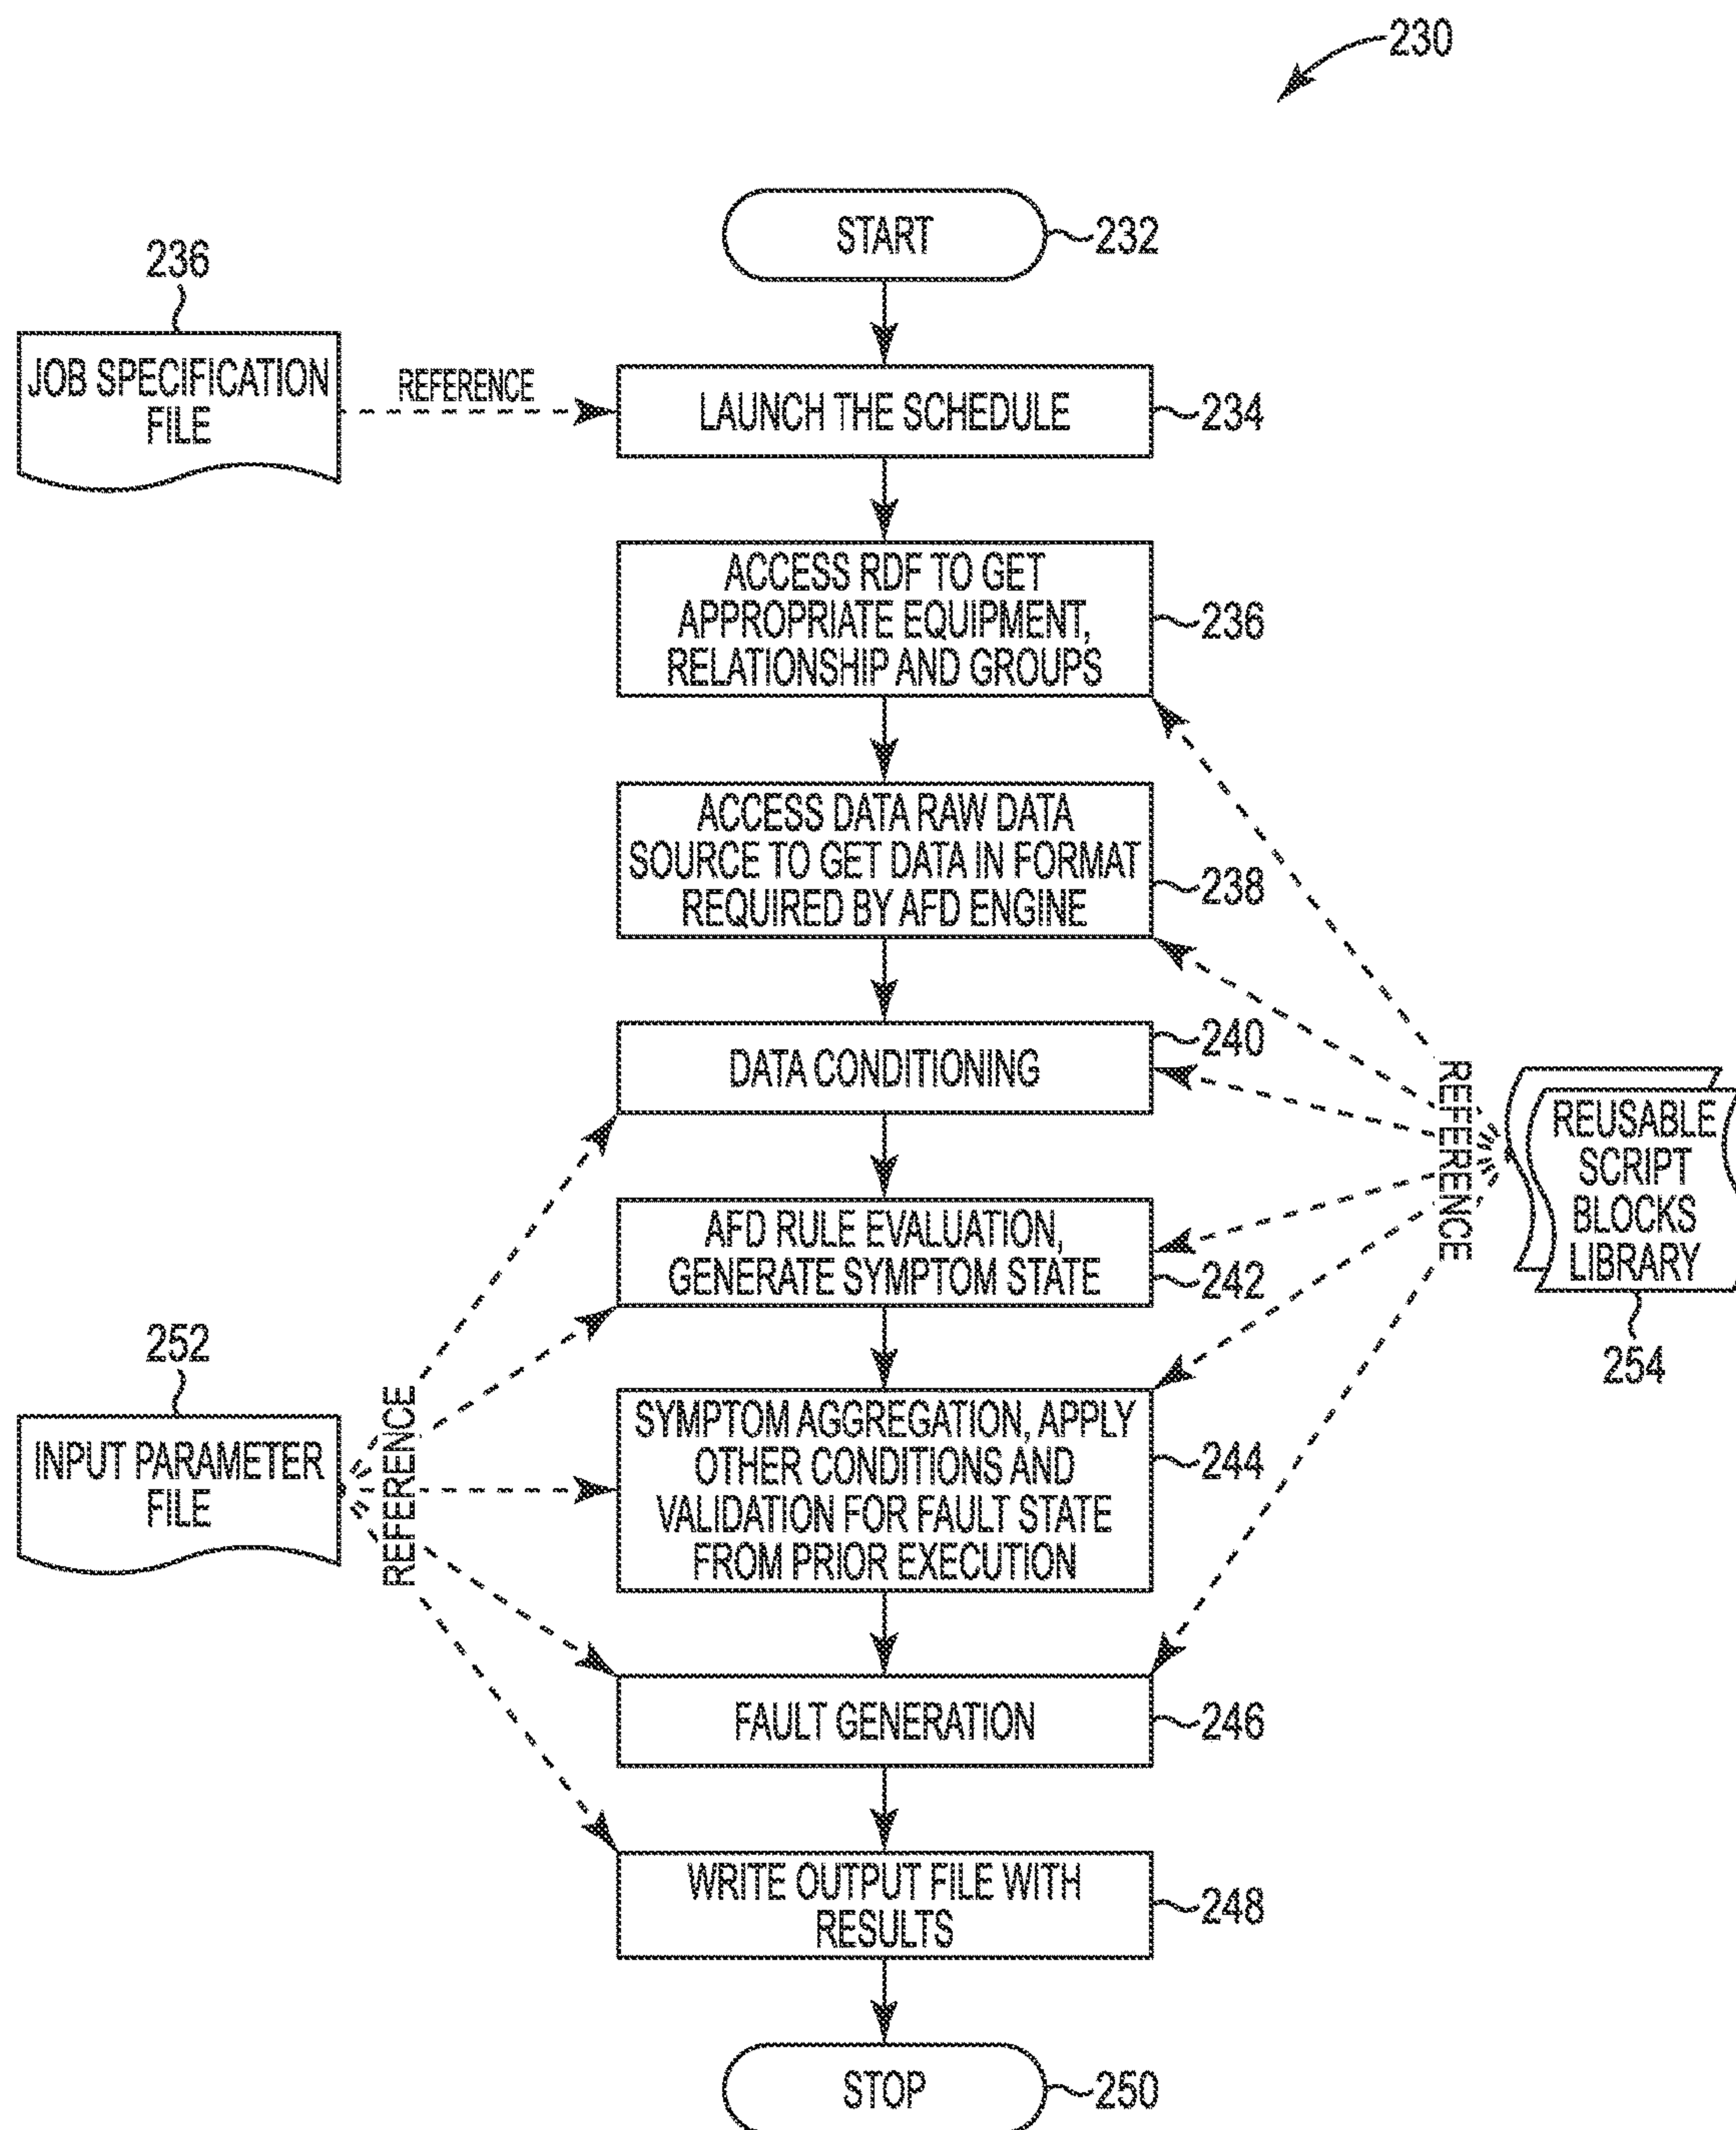 230
START
232
236
JOB SPECIFICATION
FILE
REFERENCE
LAUNCH THE SCHEDULE
234
ACCESS RDF TO GET
APPROPRIATE EQUIPMENT,
RELATIONSHIP AND GROUPS
236
ACCESS DATA RAW DATA
SOURCE TO GET DATA IN FORMAT
REQUIRED BY AFD ENGINE
238
DATA CONDITIONING
240
REFERENCE
REUSABLE
SCRIPT
BLOCKS
LIBRARY
254
AFD RULE EVALUATION,
GENERATE SYMPTOM STATE
242
252
INPUT PARAMETER
FILE
REFERENCE
SYMPTOM AGGREGATION, APPLY
OTHER CONDITIONS AND
VALIDATION FOR FAULT STATE
FROM PRIOR EXECUTION
244
FAULT GENERATION
246
WRITE OUTPUT FILE WITH
RESULTS
248
STOP
250